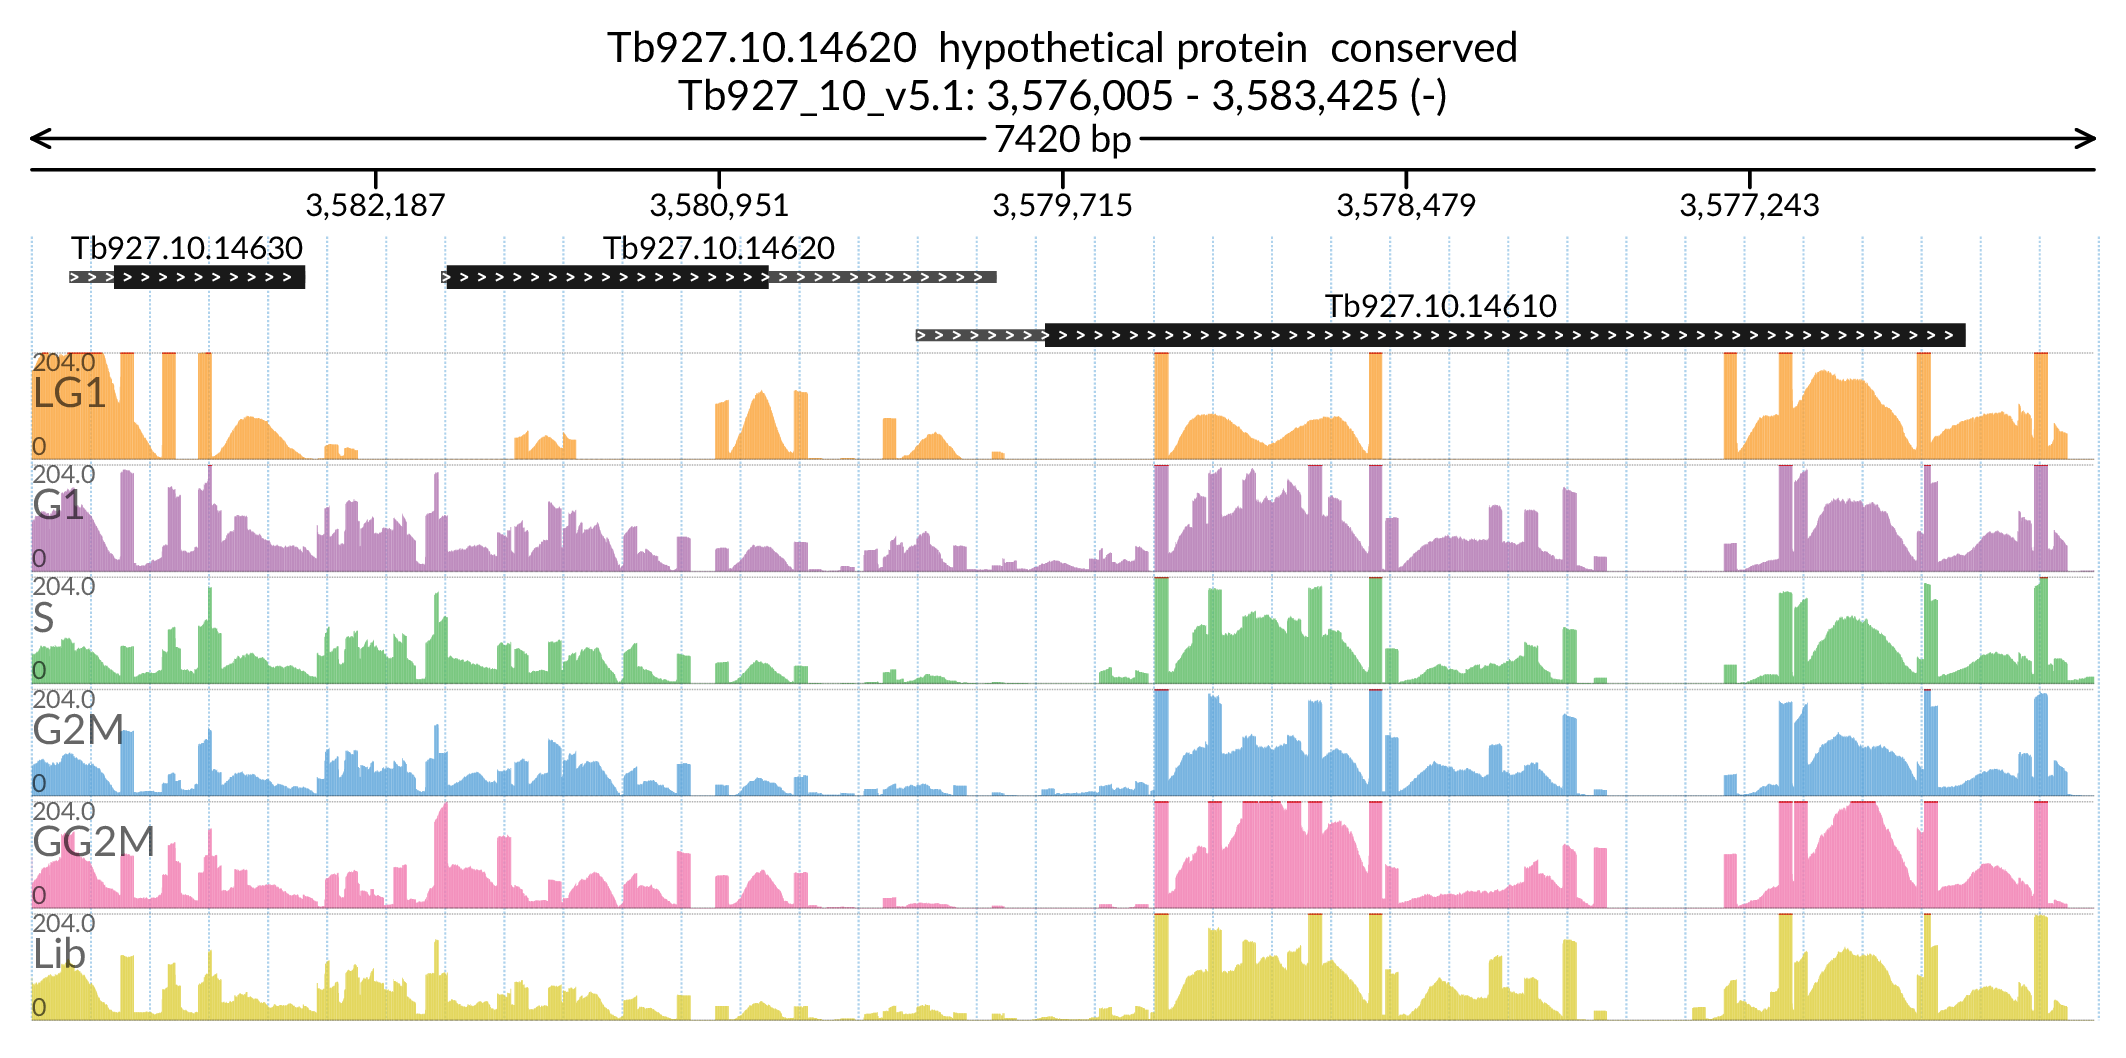 Tb927.10.14620 hypothetical protein conserved
Tb927_10_v5.1: 3,576,005 - 3,583,425 (-)
7420 bp
3,582,187 3,580,951 3,579,715 3,578,479 3,577,243
Tb927.10.14630 Tb927.10.14620
Tb927.10.14610
204.0
LG1
0
204.0
G1
0
204.0
S
0
204.0
G2M
0
204.0
GG2M
0
204.0
Lib
0